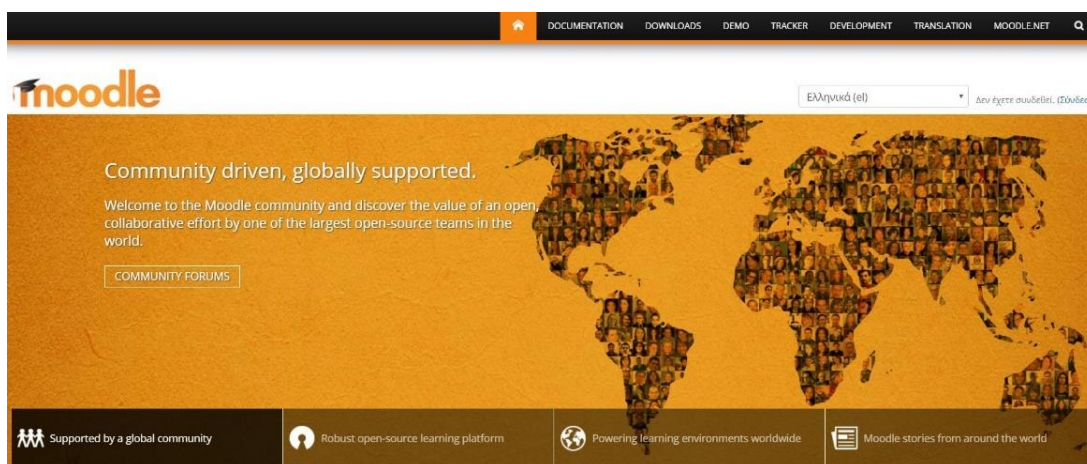 DOCUMENTATION DOWNLOADS DEMO TRACKER DEVELOPMENT TRANSLATION MOODLE.NET
moodle
Ελληνικά (el)
Δεν έχετε συνδεθεί. (Σύνδεσ
Community driven, globally supported.
Welcome to the Moodle community and discover the value of an open,
collaborative effort by one of the largest open-source teams in the
world.
COMMUNITY FORUMS
Supported by a global community
Robust open-source learning platform
Powering learning environments worldwide
Moodle stories from around the world